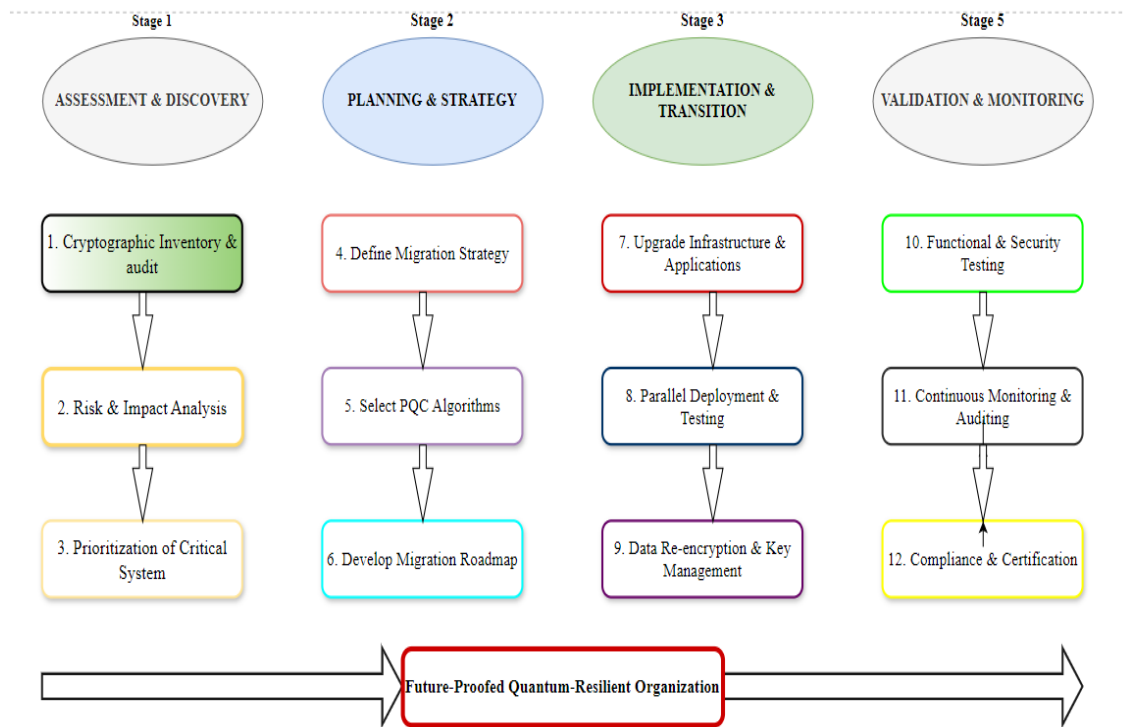 Stage 1
Stage 2
Stage 3
Stage 5
ASSESSMENT & DISCOVERY
PLANNING & STRATEGY
IMPLEMENTATION &
TRANSITION
VALIDATION & MONITORING
1. Cryptographic Inventory &
audit
4. Define Migration Strategy
7. Upgrade Infrastructure &
Applications
10. Functional & Security
Testing
2. Risk & Impact Analysis
5. Select PQC Algorithms
8. Parallel Deployment &
Testing
11. Continuous Monitoring &
Auditing
3. Prioritization of Critical
System
6. Develop Migration Roadmap
9. Data Re-encryption & Key
Management
12. Compliance & Certification
Future-Proofed Quantum-Resilient Organization